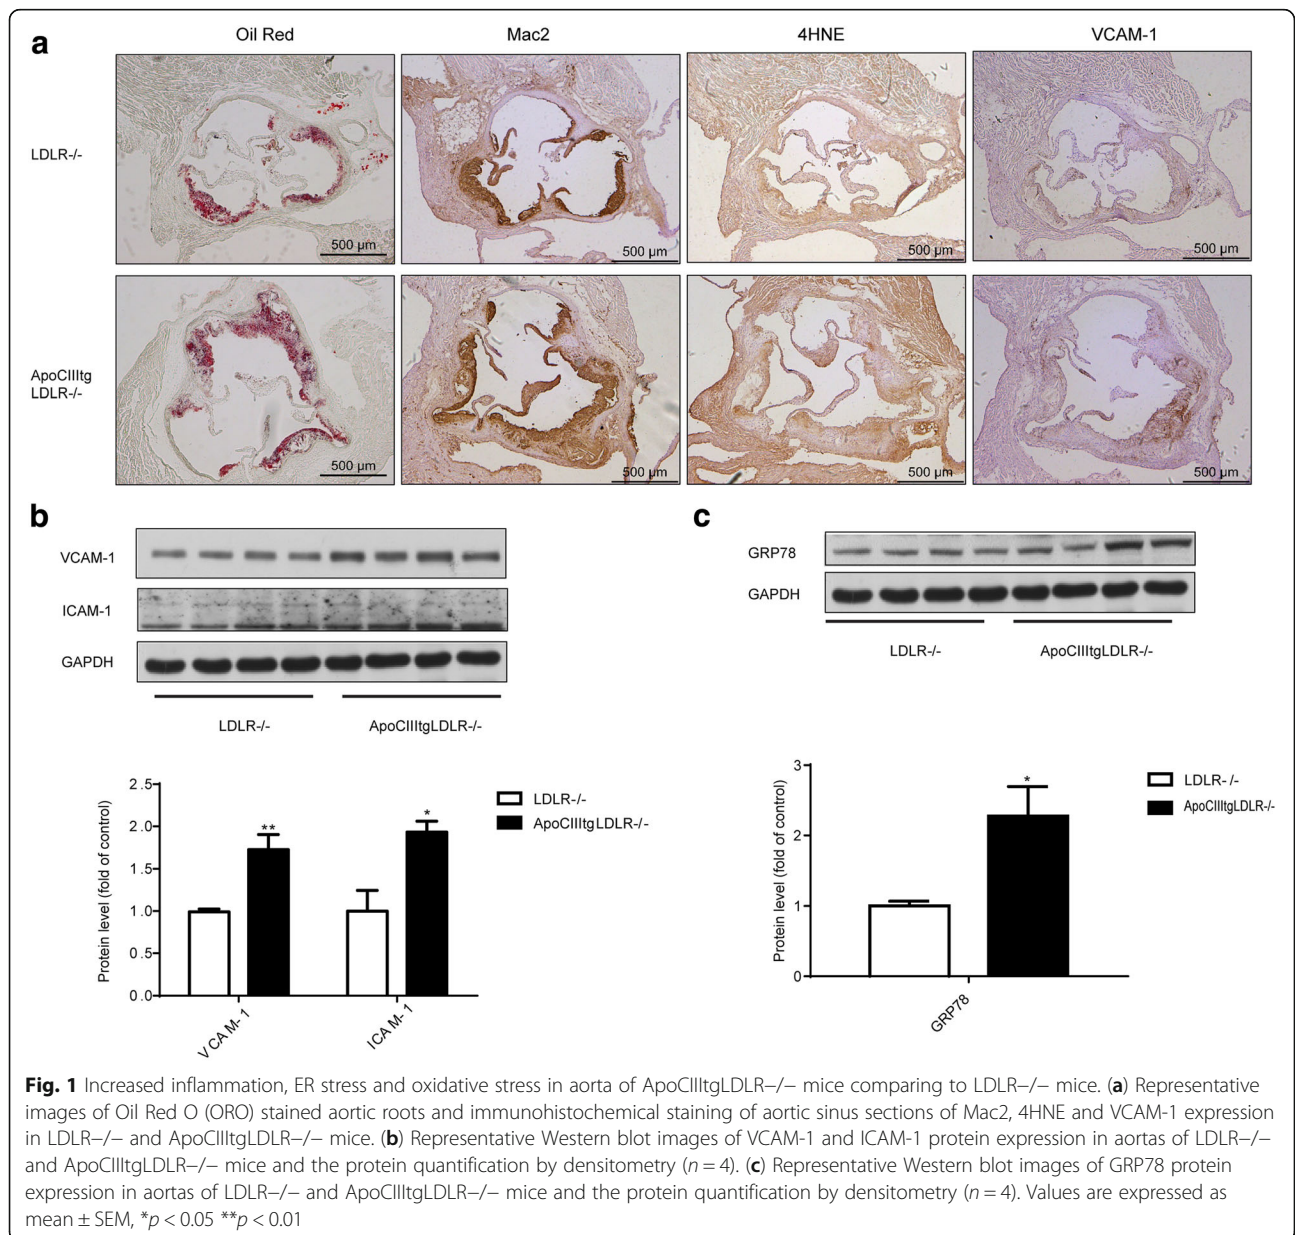 a
Oil Red
Mac2
4HNE
VCAM-1
LDLR-/-
500 µm
500 µm
500 µm
500 µm
ApoCIIItg
LDLR-/-
500 µm
500 µm
500 µm
500 µm
b
VCAM-1
ICAM-1
GAPDH
LDLR-/-
ApoCIIItgLDLR-/-
Protein level (fold of control)
2.5
2.0
1.5
1.0
0.5
0.0
**
*
VCAM-1
ICAM-1
LDLR-/-
ApoCIIItgLDLR-/-
c
GRP78
GAPDH
LDLR-/-
ApoCIIItgLDLR-/-
Protein level (fold of control)
3
2
1
0
*
GRP78
LDLR-/-
ApoCIIItgLDLR-/-
Fig. 1 Increased inflammation, ER stress and oxidative stress in aorta of ApoCIIItgLDLR−/− mice comparing to LDLR−/− mice. (a) Representative
images of Oil Red O (ORO) stained aortic roots and immunohistochemical staining of aortic sinus sections of Mac2, 4HNE and VCAM-1 expression
in LDLR−/− and ApoCIIItgLDLR−/− mice. (b) Representative Western blot images of VCAM-1 and ICAM-1 protein expression in aortas of LDLR−/−
and ApoCIIItgLDLR−/− mice and the protein quantification by densitometry (n = 4). (c) Representative Western blot images of GRP78 protein
expression in aortas of LDLR−/− and ApoCIIItgLDLR−/− mice and the protein quantification by densitometry (n = 4). Values are expressed as
mean ± SEM, *p < 0.05 **p < 0.01